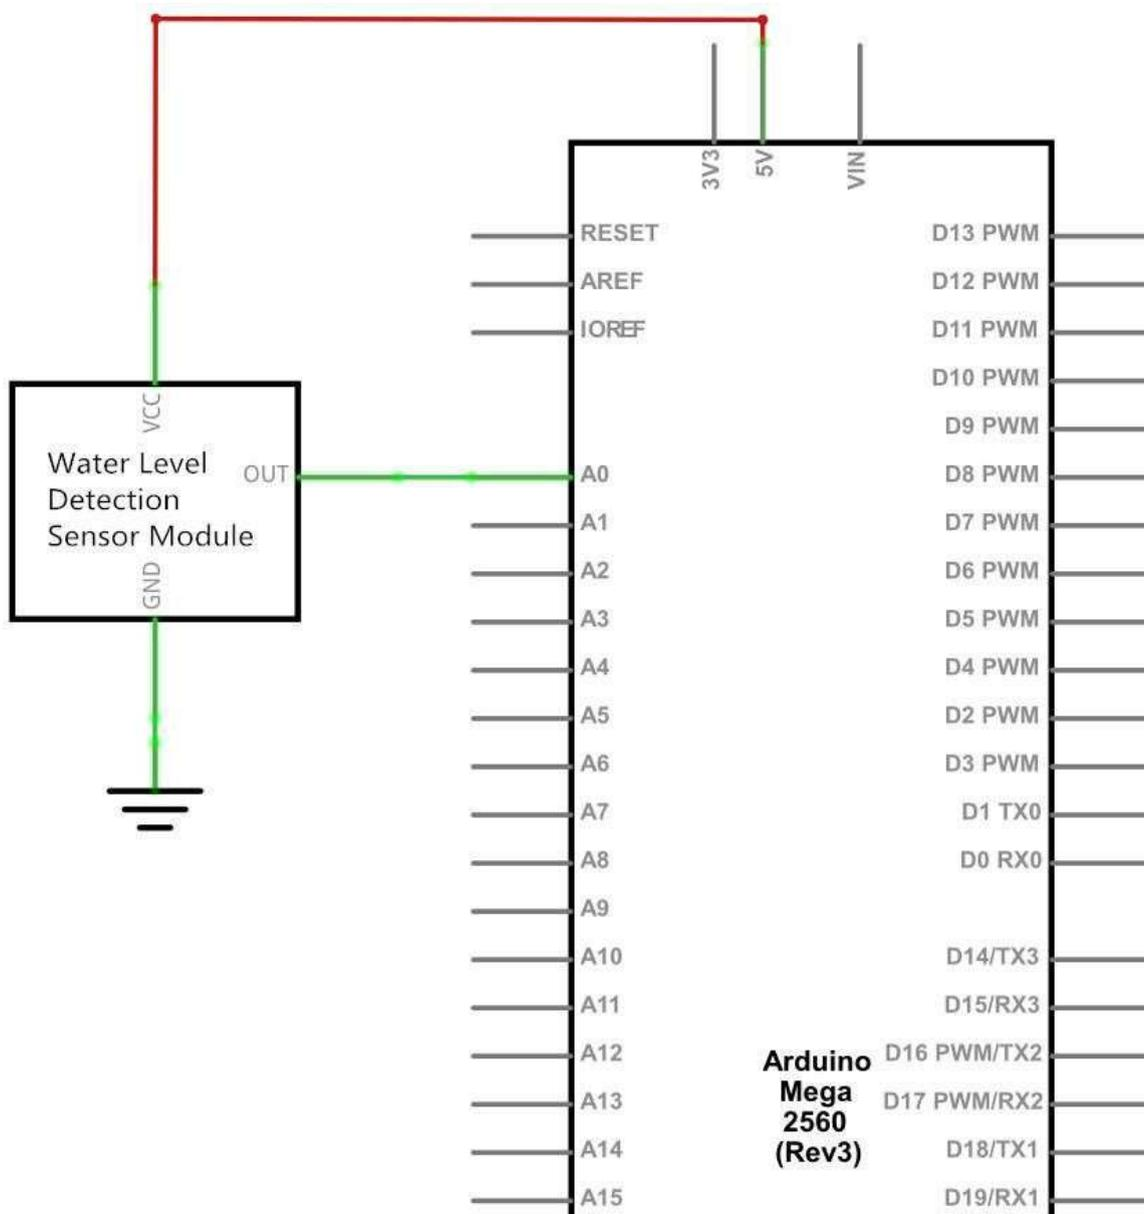 3V3
5V
VIN
RESET
AREF
IOREF
A0
A1
A2
A3
A4
A5
A6
A7
A8
A9
A10
A11
A12
A13
A14
A15
D13 PWM
D12 PWM
D11 PWM
D10 PWM
D9 PWM
D8 PWM
D7 PWM
D6 PWM
D5 PWM
D4 PWM
D2 PWM
D3 PWM
D1 TX0
D0 RX0
D14/TX3
D15/RX3
D16 PWM/TX2
D17 PWM/RX2
D18/TX1
D19/RX1
VCC
Water Level
Detection
Sensor Module
OUT
GND
Arduino
Mega
2560
(Rev3)